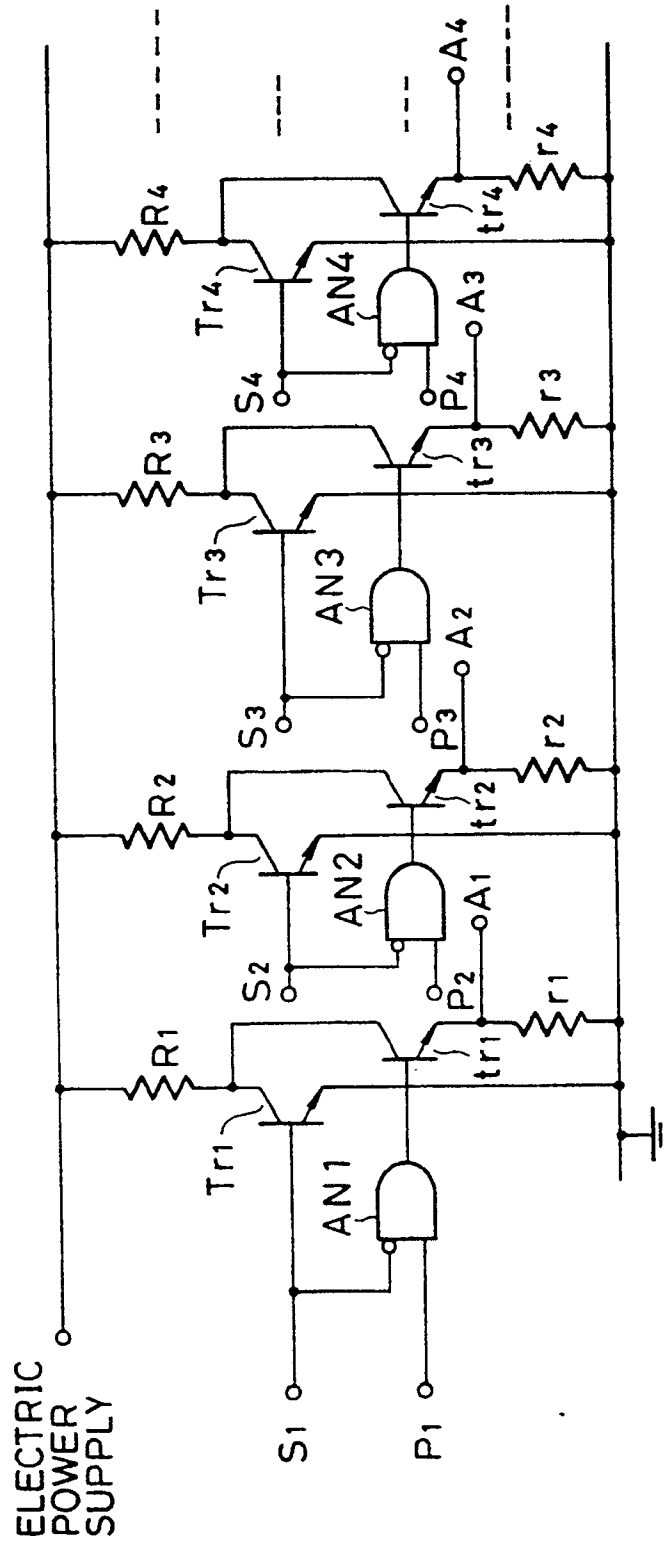 ELECTRIC
POWER
SUPPLY
R1
R2
R3
R4
Tr1
Tr2
Tr3
Tr4
S1
S2
S3
S4
AN1
AN2
AN3
AN4
P1
P2
P3
P4
tr1
tr2
tr3
tr4
A1
A2
A3
A4
r1
r2
r3
r4